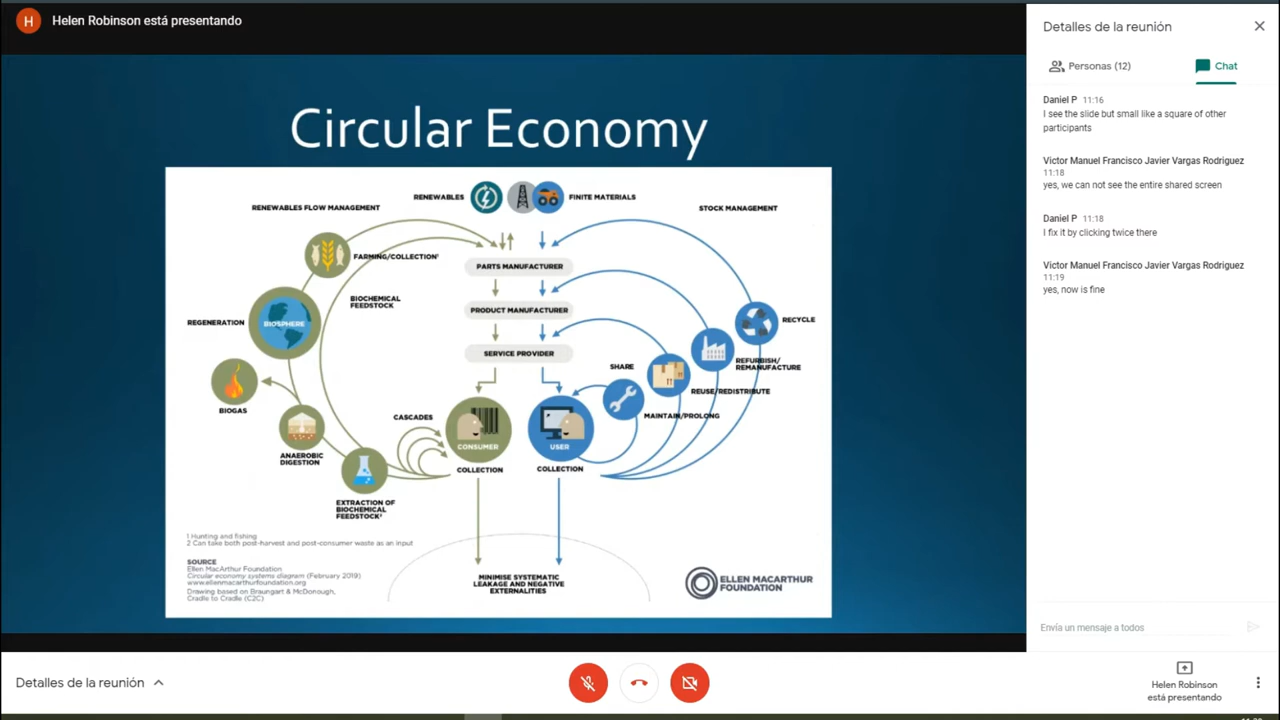 H
Helen Robinson está presentando
Circular Economy
RENEWABLES
FINITE MATERIALS
RENEWABLES FLOW MANAGEMENT
STOCK MANAGEMENT
FARMING/COLLECTION¹
PARTS MANUFACTURER
BIOCHEMICAL
FEEDSTOCK
PRODUCT MANUFACTURER
REGENERATION
BIOSPHERE
RECYCLE
SERVICE PROVIDER
SHARE
REFURBISH/
REMANUFACTURE
REUSE/REDISTRIBUTE
BIOGAS
CASCADES
MAINTAIN/PROLONG
CONSUMER
USER
ANAEROBIC
DIGESTION
COLLECTION
COLLECTION
EXTRACTION OF
BIOCHEMICAL
FEEDSTOCK²
1 Hunting and fishing
2 Can take both post-harvest and post-consumer waste as an input
SOURCE
Ellen MacArthur Foundation
Circular economy systems diagram (February 2019)
www.ellenmacarthurfoundation.org
Drawing based on Braungart & McDonough,
Cradle to Cradle (C2C)
MINIMISE SYSTEMATIC
LEAKAGE AND NEGATIVE
EXTERNALITIES
ELLEN MACARTHUR
FOUNDATION
Detalles de la reunión
Personas (12)
Chat
Daniel P 11:16
I see the slide but small like a square of other
participants
Victor Manuel Francisco Javier Vargas Rodriguez
11:18
yes, we can not see the entire shared screen
Daniel P 11:18
I fix it by clicking twice there
Victor Manuel Francisco Javier Vargas Rodriguez
11:19
yes, now is fine
Envía un mensaje a todos
Detalles de la reunión
Helen Robinson
está presentando